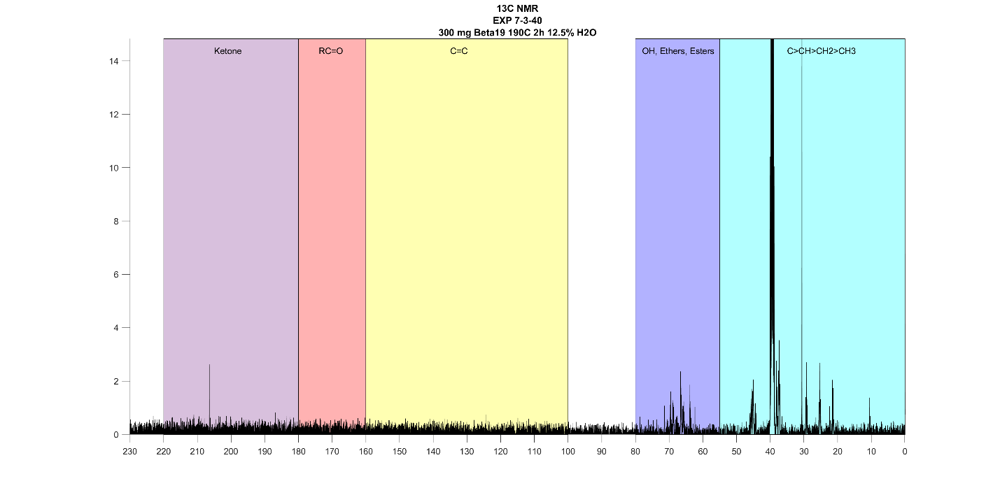 13C NMR
EXP 7-3-40
300 mg Beta19 190C 2h 12.5% H2O
Ketone RC=O C=C OH, Ethers, Esters C>CH>CH2>CH3
14
12
10
8
6
4
2
0
230 220 210 200 190 180 170 160 150 140 130 120 110 100 90 80 70 60 50 40 30 20 10 0